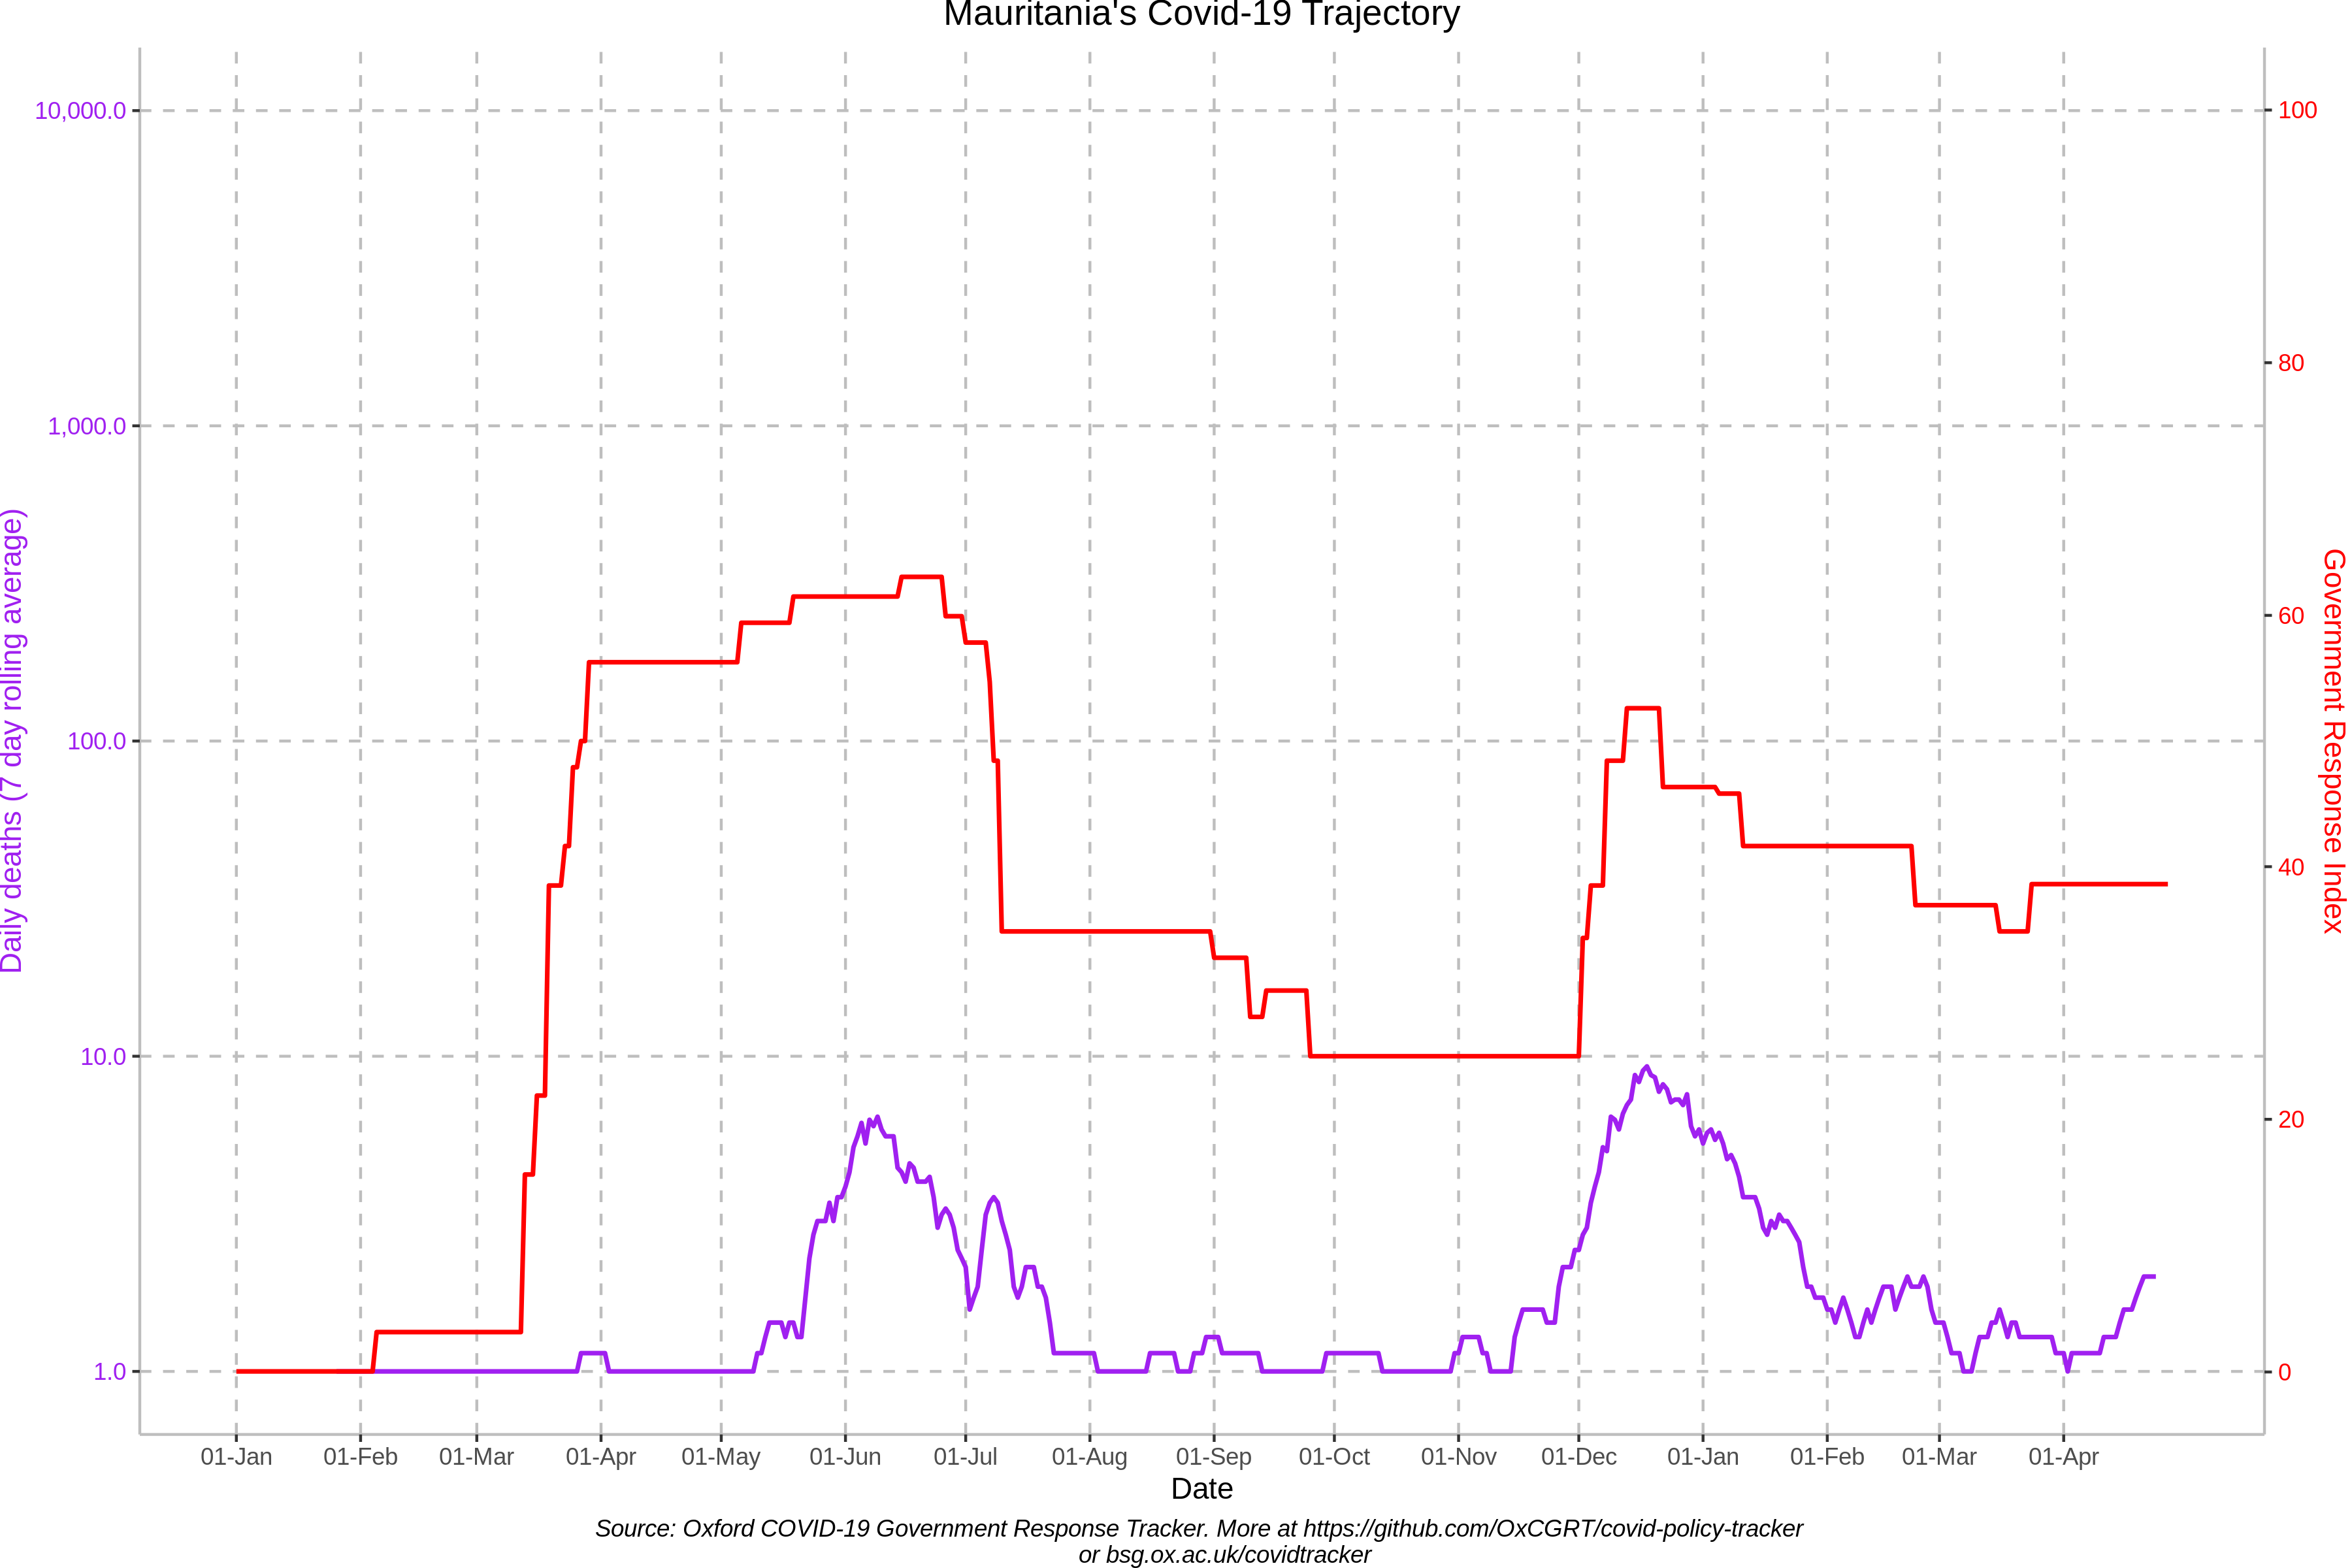 Mauritania's Covid-19 Trajectory
10,000.0
1,000.0
100.0
10.0
1.0
Daily deaths (7 day rolling average)
100
80
60
40
20
0
Government Response Index
01-Jan 01-Feb 01-Mar 01-Apr 01-May 01-Jun 01-Jul 01-Aug 01-Sep 01-Oct 01-Nov 01-Dec 01-Jan 01-Feb 01-Mar 01-Apr
Date
Source: Oxford COVID-19 Government Response Tracker. More at https://github.com/OxCGRT/covid-policy-tracker
or bsg.ox.ac.uk/covidtracker